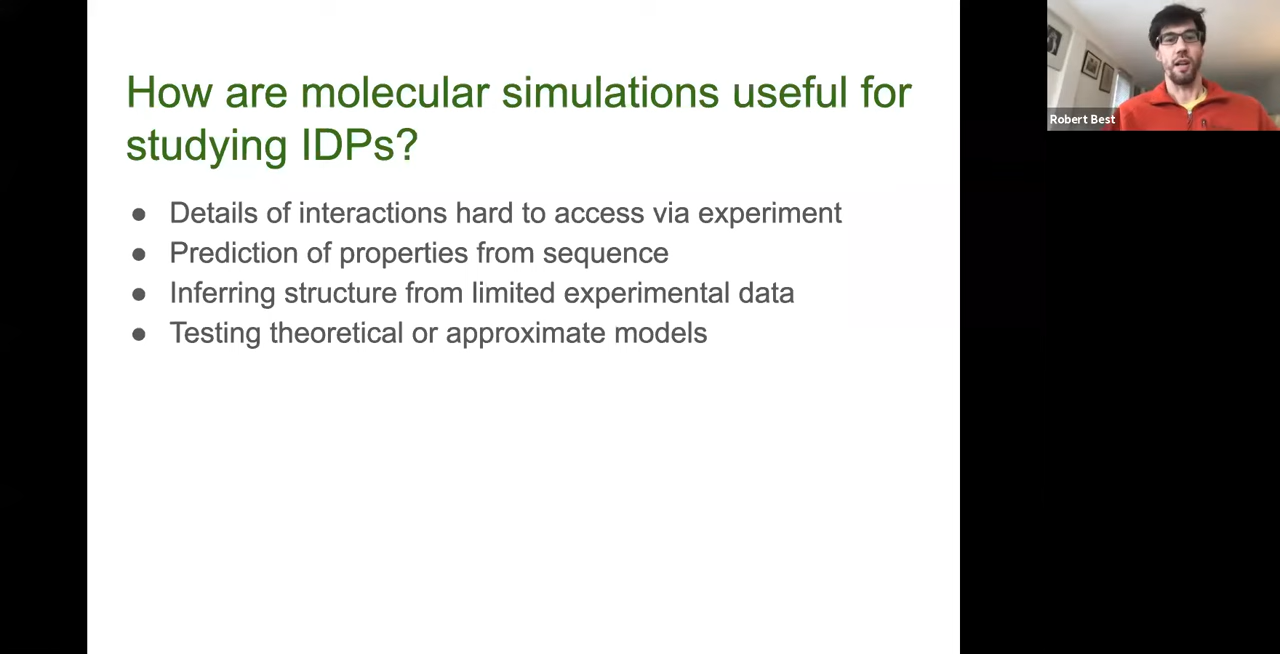 How are molecular simulations useful for
studying IDPs?
● Details of interactions hard to access via experiment
● Prediction of properties from sequence
● Inferring structure from limited experimental data
● Testing theoretical or approximate models
Robert Best